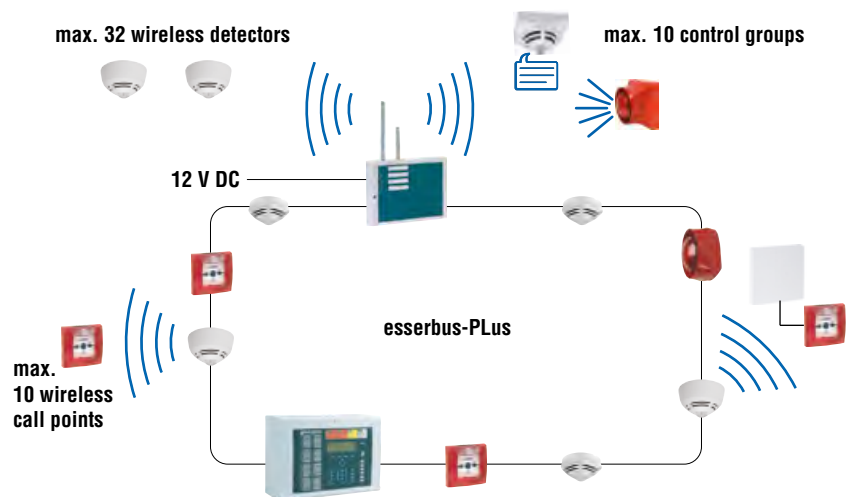 max. 32 wireless detectors
max. 10 control groups
12 V DC
esserbus-PLus
max.
10 wireless
call points